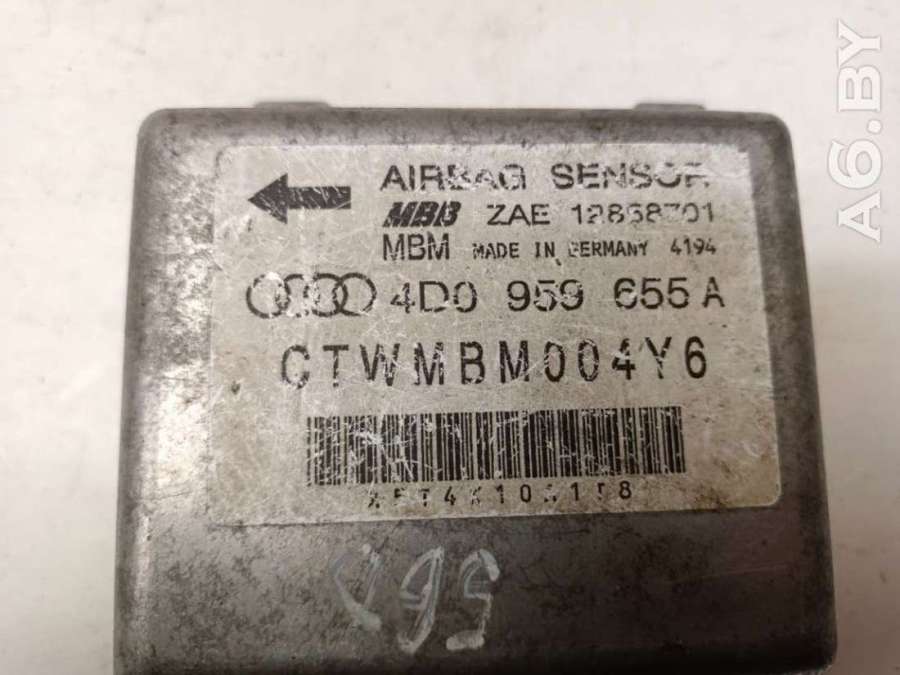 A6.BY
AIRBAG SENSOR
MBB ZAE 12868701
MBM MADE IN GERMANY 4194
4D0 959 655 A
CTWMBM004Y6